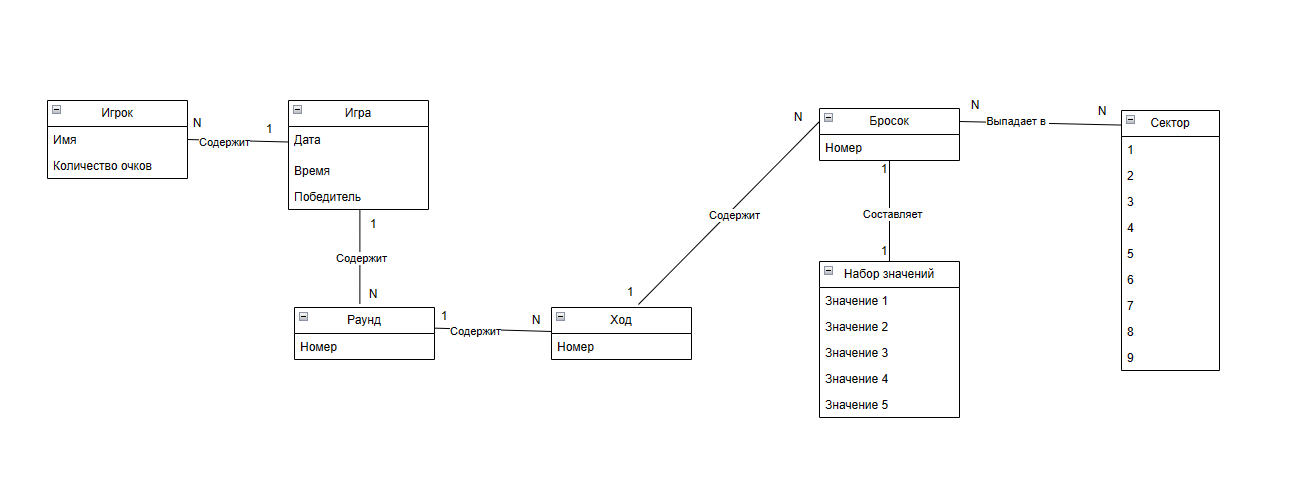 Игрок
Имя
Количество очков
N
Содержит
1
Игра
Дата
Время
Победитель
1
Содержит
N
Раунд
Номер
1
Содержит
N
Ход
Номер
1
Содержит
N
Бросок
Номер
N
Выпадает в
N
Сектор
1
2
3
4
5
6
7
8
9
1
Составляет
1
Набор значений
Значение 1
Значение 2
Значение 3
Значение 4
Значение 5